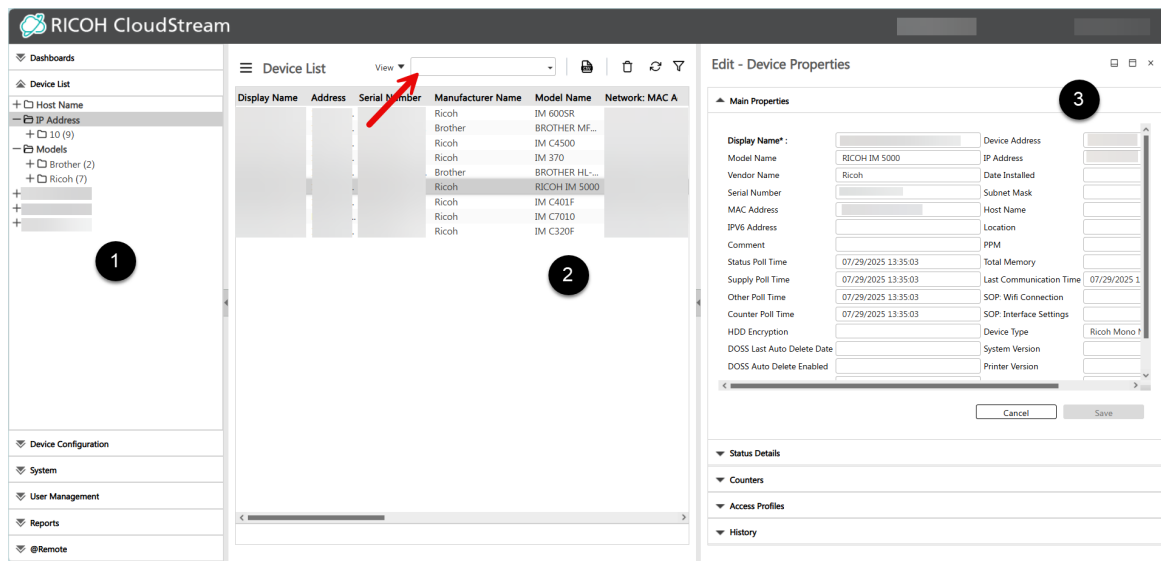 RICOH CloudStream
Dashboards
Device List
Host Name
IP Address
10 (9)
Models
Brother (2)
Ricoh (7)
1
Device Configuration
System
User Management
Reports
@Remote
Device List
View
Display Name Address Serial Number Manufacturer Name Model Name Network: MAC A
Ricoh IM 600SR
Brother BROTHER MF...
Ricoh IM C4500
Ricoh IM 370
Brother BROTHER HL-...
Ricoh RICOH IM 5000
Ricoh IM C401F
Ricoh IM C7010
Ricoh IM C320F
2
Edit - Device Properties
Main Properties
3
Display Name* : Device Address
Model Name RICOH IM 5000 IP Address
Vendor Name Ricoh Date Installed
Serial Number Subnet Mask
MAC Address Host Name
IPV6 Address Location
Comment PPM
Status Poll Time 07/29/2025 13:35:03 Total Memory
Supply Poll Time 07/29/2025 13:35:03 Last Communication Time 07/29/2025 1
Other Poll Time 07/29/2025 13:35:03 SOP: Wifi Connection
Counter Poll Time 07/29/2025 13:35:03 SOP: Interface Settings
HDD Encryption Device Type Ricoh Mono M
DOSS Last Auto Delete Date System Version
DOSS Auto Delete Enabled Printer Version
Cancel Save
Status Details
Counters
Access Profiles
History